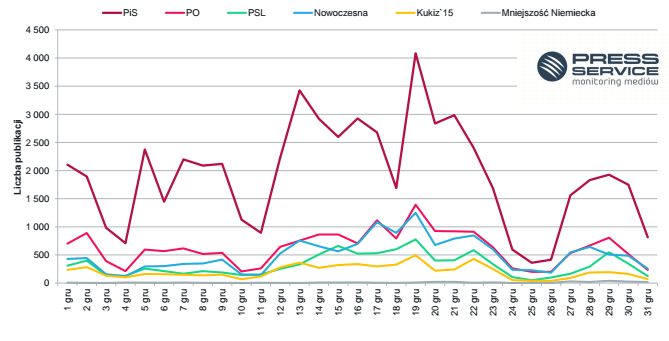 PiS PO PSL Nowoczesna Kukiz`15 Mniejszość Niemiecka
PRESS
SERVICE
monitoring mediów
Liczba publikacji
4 500
4 000
3 500
3 000
2 500
2 000
1 500
1 000
500
0
1 gru
2 gru
3 gru
4 gru
5 gru
6 gru
7 gru
8 gru
9 gru
10 gru
11 gru
12 gru
13 gru
14 gru
15 gru
16 gru
17 gru
18 gru
19 gru
20 gru
21 gru
22 gru
23 gru
24 gru
25 gru
26 gru
27 gru
28 gru
29 gru
30 gru
31 gru